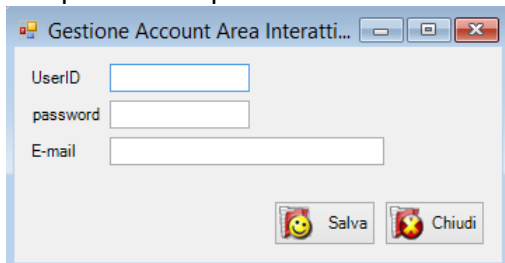 Gestione Account Area Interatti...
UserID
password
E-mail
Salva Chiudi